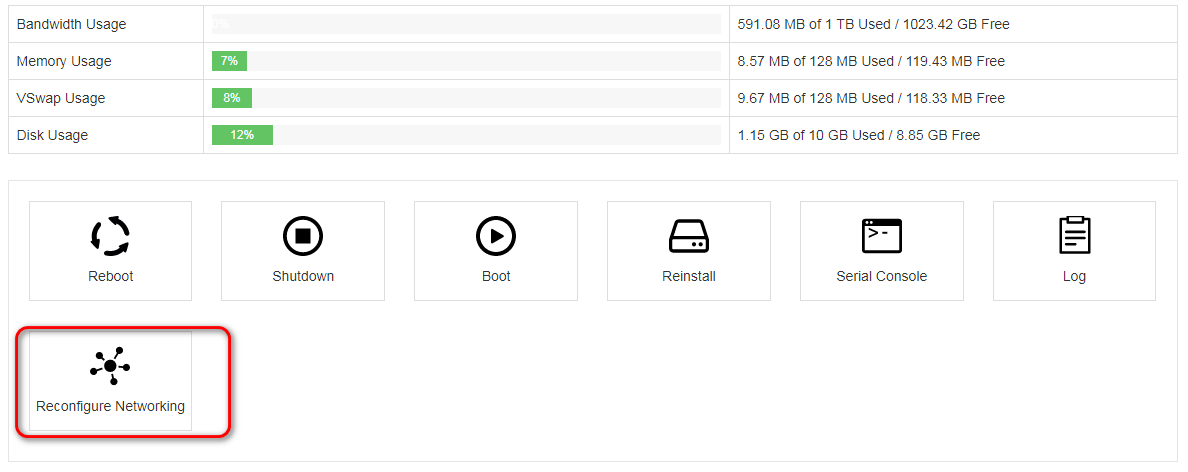 Bandwidth Usage 0% 591.08 MB of 1 TB Used / 1023.42 GB Free
Memory Usage 7% 8.57 MB of 128 MB Used / 119.43 MB Free
VSwap Usage 8% 9.67 MB of 128 MB Used / 118.33 MB Free
Disk Usage 12% 1.15 GB of 10 GB Used / 8.85 GB Free
Reboot Shutdown Boot Reinstall Serial Console Log
Reconfigure Networking